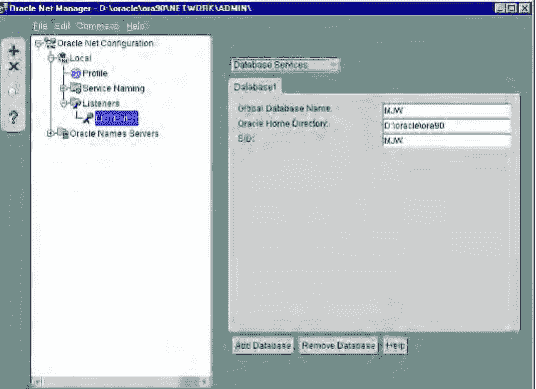 Oracle Net Manager - D:\oracle\ora90\NETWORK\ADMIN\
File Edit Command Help
Oracle Net Configuration
Local
Profile
Service Naming
Listeners
Oracle Names Servers
Database Services
Database1
Global Database Name:
MJW
Oracle Home Directory:
D:\oracle\ora90
SID:
MJW
Add Database
Remove Database
Help